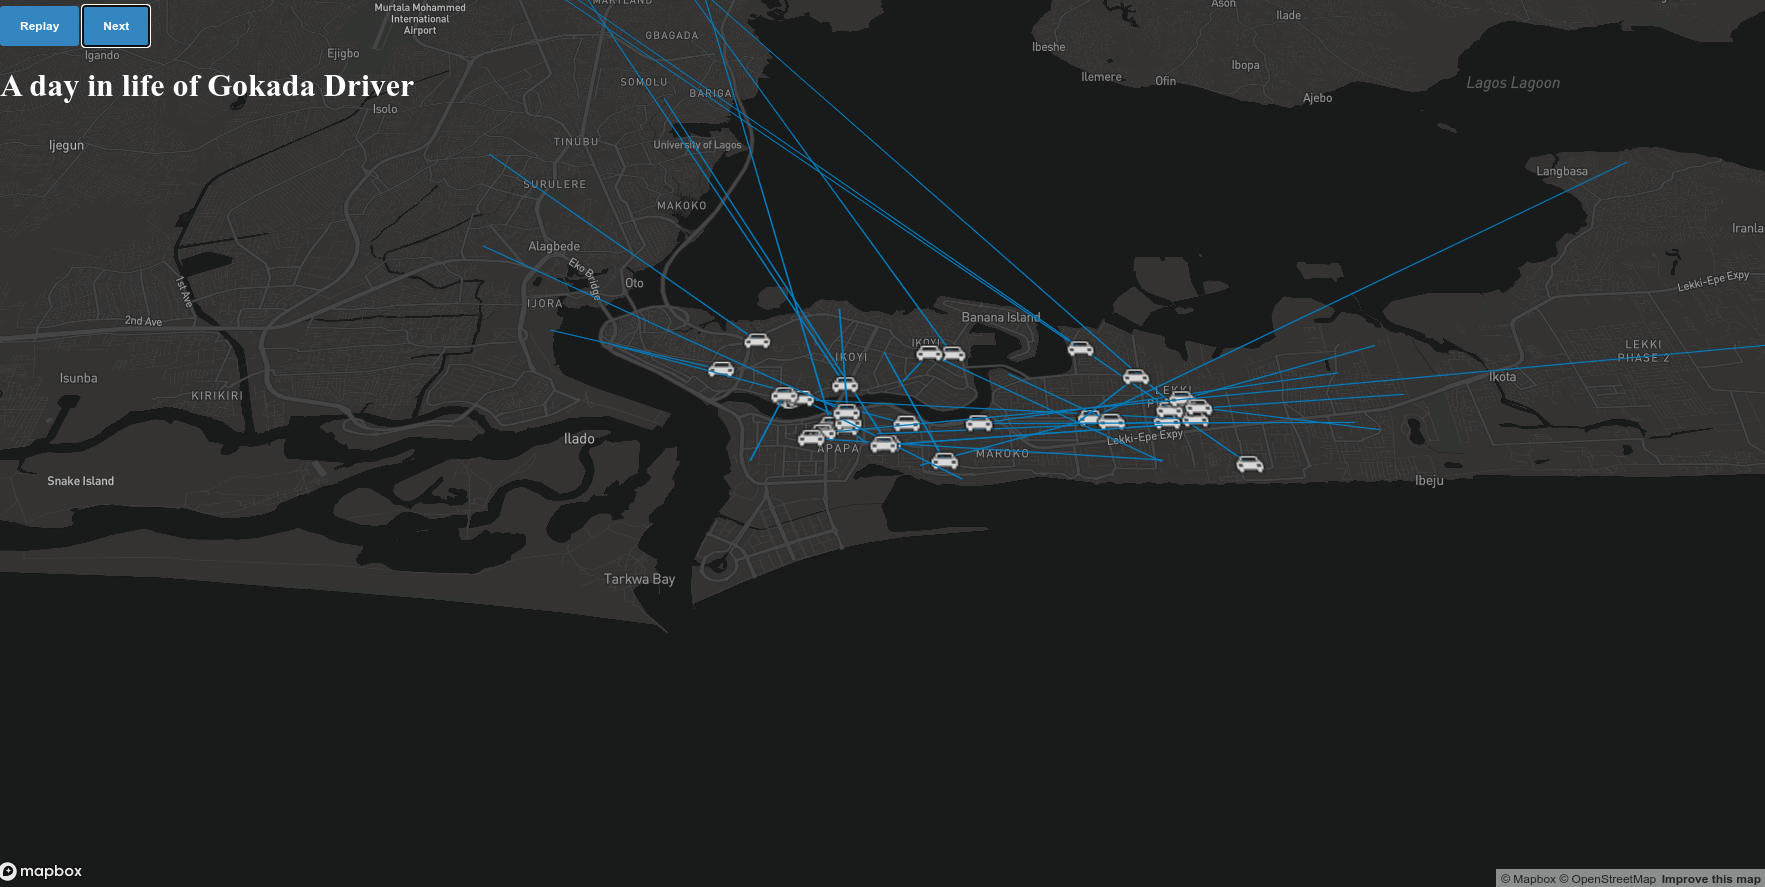 MARYLAND
Murtala Mohammed
International
Airport
Ason
Ilade
Replay
Next
GBAGADA
Ibeshe
Igando
Ejigbo
Ibopa
SOMOLU
Ilemere
Ofin
Lagos Lagoon
A day in life of Gokada Driver
BARIGA
Ajebo
Isolo
Ijegun
TINUBU
University of Lagos
Langbasa
SURULERE
MAKOKO
Iranla
Alagbede
Eko Bridge
Oto
1st Ave
Lekki-Epe Expy
IJORA
2nd Ave
Banana Island
IKOYI
IKOYI
LEKKI
PHASE 2
Isunba
Ikota
KIRIKIRI
LEKKI
Ilado
Lekki-Epe Expy
APAPA
MAROKO
Snake Island
Ibeju
Tarkwa Bay
mapbox
© Mapbox © OpenStreetMap Improve this map